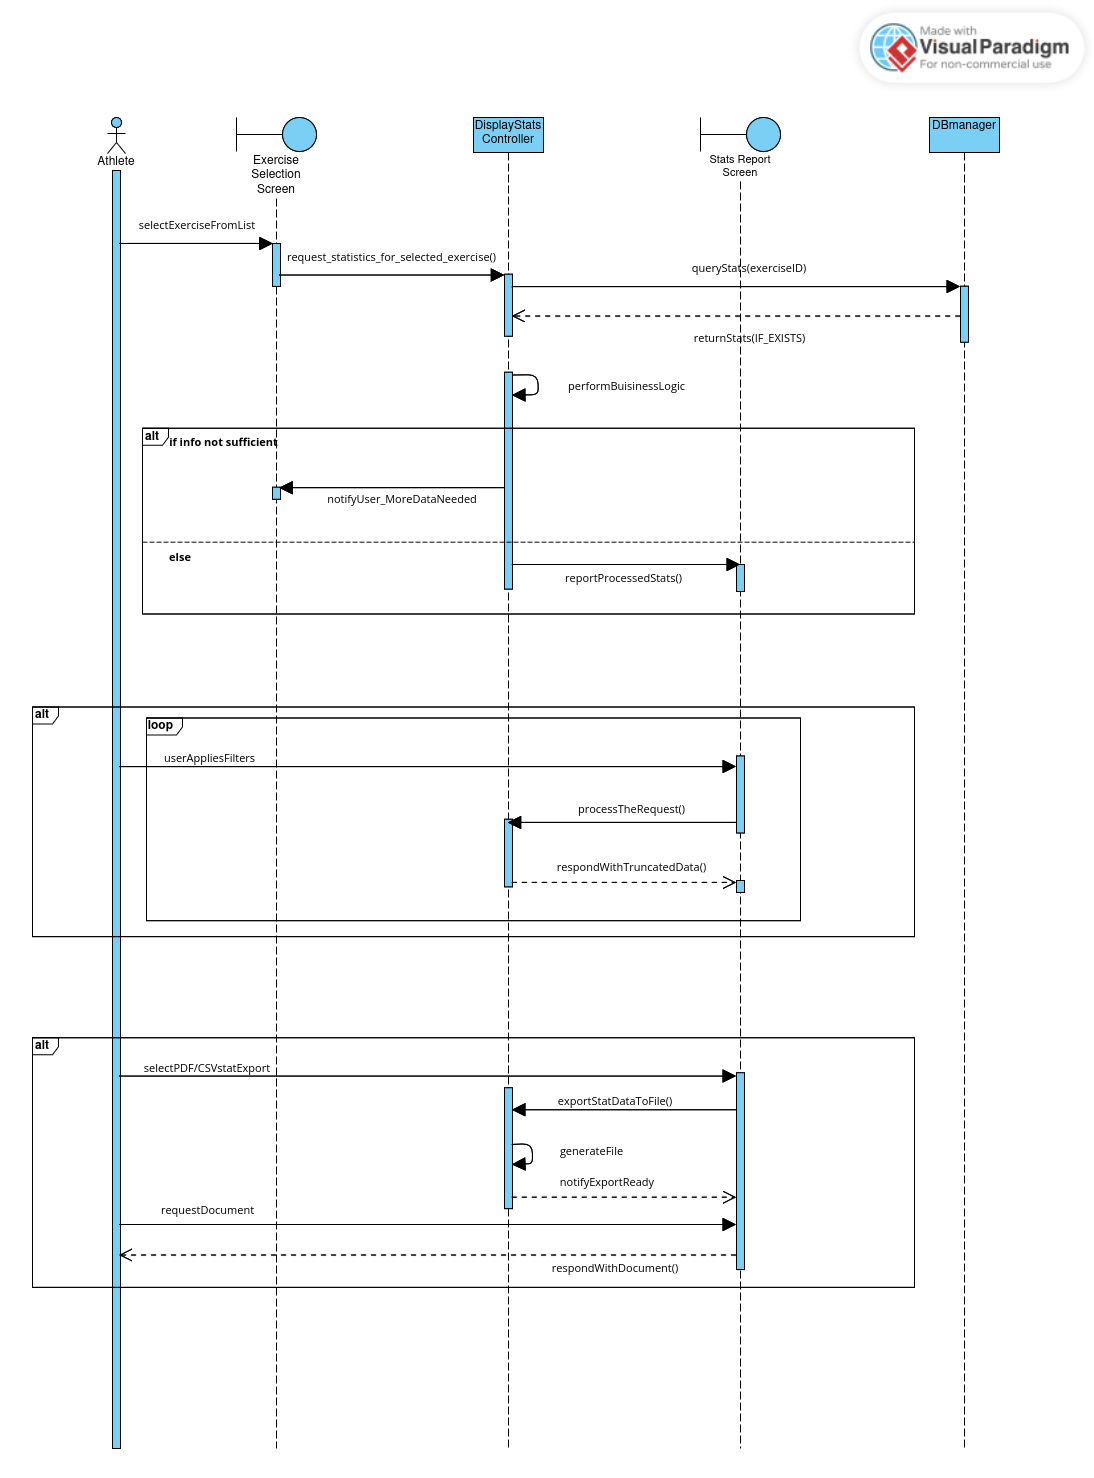 Made with
Visual Paradigm
For non-commercial use
Athlete
Exercise
Selection
Screen
DisplayStats
Controller
Stats Report
Screen
DBmanager
selectExerciseFromList
request_statistics_for_selected_exercise()
queryStats(exerciseID)
returnStats(IF_EXISTS)
performBuisinessLogic
alt
if info not sufficient
notifyUser_MoreDataNeeded
else
reportProcessedStats()
alt
loop
userAppliesFilters
processTheRequest()
respondWithTruncatedData()
alt
selectPDF/CSVstatExport
exportStatDataToFile()
generateFile
notifyExportReady
requestDocument
respondWithDocument()